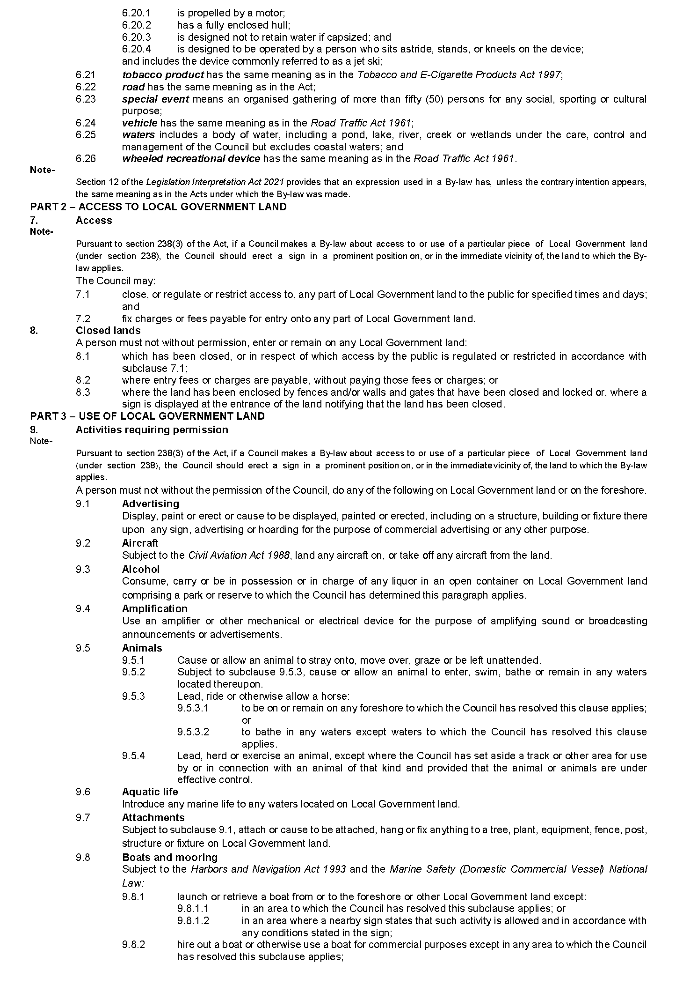 6.20.1 is propelled by a motor;
6.20.2 has a fully enclosed hull;
6.20.3 is designed not to retain water if capsized; and
6.20.4 is designed to be operated by a person who sits astride, stands, or kneels on the device;
and includes the device commonly referred to as a jet ski;
6.21 tobacco product has the same meaning as in the Tobacco and E-Cigarette Products Act 1997;
6.22 road has the same meaning as in the Act;
6.23 special event means an organised gathering of more than fifty (50) persons for any social, sporting or cultural
purpose;
6.24 vehicle has the same meaning as in the Road Traffic Act 1961;
6.25 waters includes a body of water, including a pond, lake, river, creek or wetlands under the care, control and
management of the Council but excludes coastal waters; and
6.26 wheeled recreational device has the same meaning as in the Road Traffic Act 1961.
Note-
Section 12 of the Legislation Interpretation Act 2021 provides that an expression used in a By-law has, unless the contrary intention appears,
the same meaning as in the Acts under which the By-law was made.
PART 2 – ACCESS TO LOCAL GOVERNMENT LAND
7. Access
Note-
Pursuant to section 238(3) of the Act, if a Council makes a By-law about access to or use of a particular piece of Local Government land
(under section 238), the Council should erect a sign in a prominent position on, or in the immediate vicinity of, the land to which the By-
law applies.
The Council may:
7.1 close, or regulate or restrict access to, any part of Local Government land to the public for specified times and days;
and
7.2 fix charges or fees payable for entry onto any part of Local Government land.
8. Closed lands
A person must not without permission, enter or remain on any Local Government land:
8.1 which has been closed, or in respect of which access by the public is regulated or restricted in accordance with
subclause 7.1;
8.2 where entry fees or charges are payable, without paying those fees or charges; or
8.3 where the land has been enclosed by fences and/or walls and gates that have been closed and locked or, where a
sign is displayed at the entrance of the land notifying that the land has been closed.
PART 3 – USE OF LOCAL GOVERNMENT LAND
9. Activities requiring permission
Note-
Pursuant to section 238(3) of the Act, if a Council makes a By-law about access to or use of a particular piece of Local Government land
(under section 238), the Council should erect a sign in a prominent position on, or in the immediate vicinity of, the land to which the By-law
applies.
A person must not without the permission of the Council, do any of the following on Local Government land or on the foreshore.
9.1 Advertising
Display, paint or erect or cause to be displayed, painted or erected, including on a structure, building or fixture there
upon any sign, advertising or hoarding for the purpose of commercial advertising or any other purpose.
9.2 Aircraft
Subject to the Civil Aviation Act 1988, land any aircraft on, or take off any aircraft from the land.
9.3 Alcohol
Consume, carry or be in possession or in charge of any liquor in an open container on Local Government land
comprising a park or reserve to which the Council has determined this paragraph applies.
9.4 Amplification
Use an amplifier or other mechanical or electrical device for the purpose of amplifying sound or broadcasting
announcements or advertisements.
9.5 Animals
9.5.1 Cause or allow an animal to stray onto, move over, graze or be left unattended.
9.5.2 Subject to subclause 9.5.3, cause or allow an animal to enter, swim, bathe or remain in any waters
located thereupon.
9.5.3 Lead, ride or otherwise allow a horse:
9.5.3.1 to be on or remain on any foreshore to which the Council has resolved this clause applies;
or
9.5.3.2 to bathe in any waters except waters to which the Council has resolved this clause
applies.
9.5.4 Lead, herd or exercise an animal, except where the Council has set aside a track or other area for use
by or in connection with an animal of that kind and provided that the animal or animals are under
effective control.
9.6 Aquatic life
Introduce any marine life to any waters located on Local Government land.
9.7 Attachments
Subject to subclause 9.1, attach or cause to be attached, hang or fix anything to a tree, plant, equipment, fence, post,
structure or fixture on Local Government land.
9.8 Boats and mooring
Subject to the Harbors and Navigation Act 1993 and the Marine Safety (Domestic Commercial Vessel) National
Law:
9.8.1 launch or retrieve a boat from or to the foreshore or other Local Government land except:
9.8.1.1 in an area to which the Council has resolved this subclause applies; or
9.8.1.2 in an area where a nearby sign states that such activity is allowed and in accordance with
any conditions stated in the sign;
9.8.2 hire out a boat or otherwise use a boat for commercial purposes except in any area to which the Council
has resolved this subclause applies;